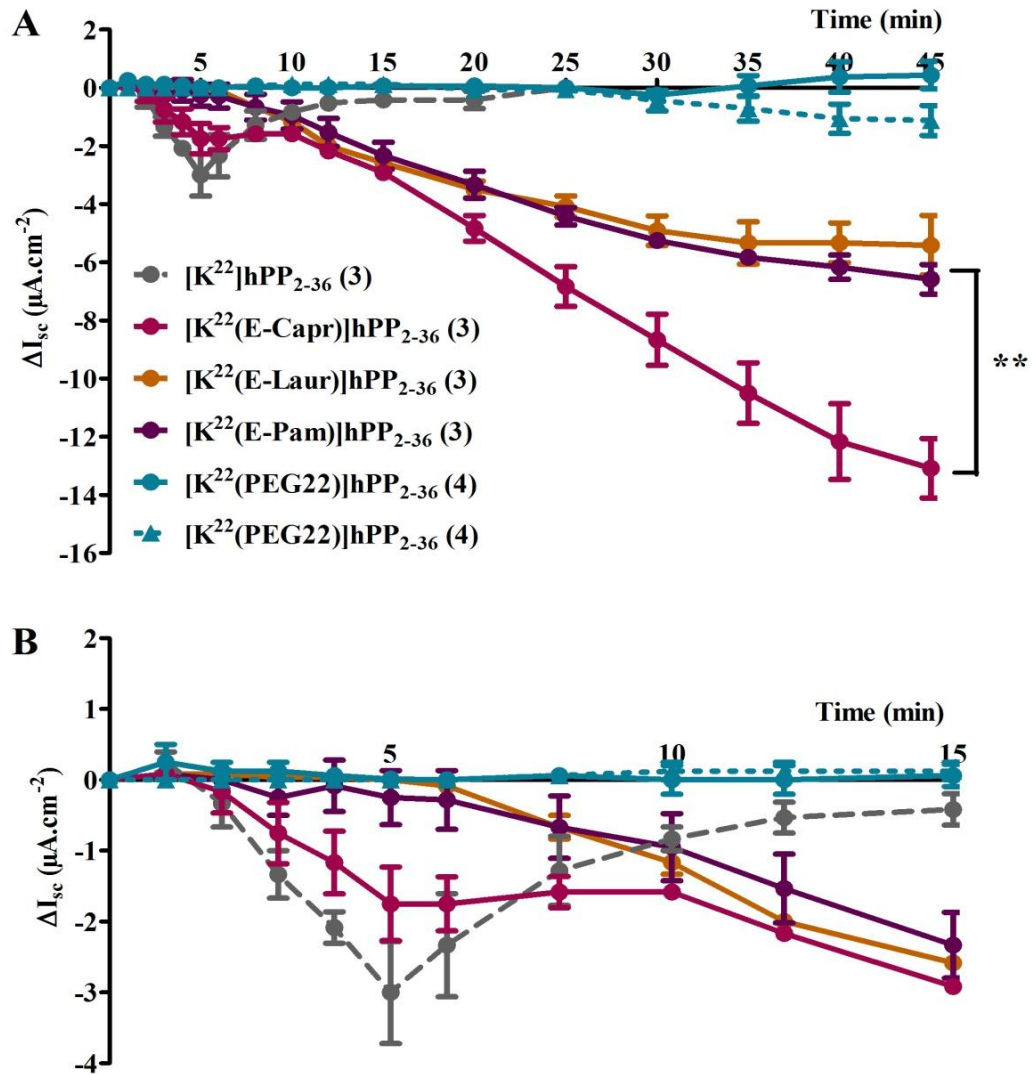 A
Time (min)
2
0
-2
-4
-6
-8
-10
-12
-14
-16
5 10 15 20 25 30 35 40 45
ΔIsc (μA.cm⁻²)
[K²²]hPP₂₋₃₆ (3)
[K²²(E-Capr)]hPP₂₋₃₆ (3)
[K²²(E-Laur)]hPP₂₋₃₆ (3)
[K²²(E-Pam)]hPP₂₋₃₆ (3)
[K²²(PEG22)]hPP₂₋₃₆ (4)
[K²²(PEG22)]hPP₂₋₃₆ (4)
**
B
Time (min)
2
1
0
-1
-2
-3
-4
5 10 15
ΔIsc (μA.cm⁻²)